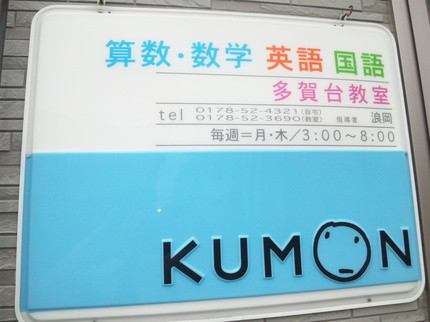 算数・数学 英語 国語
多賀台教室
tel 0178-52-4321(自宅)
0178-52-3690(教室) 指導者 浪岡
毎週=月・木/3:00〜8:00
KUMON